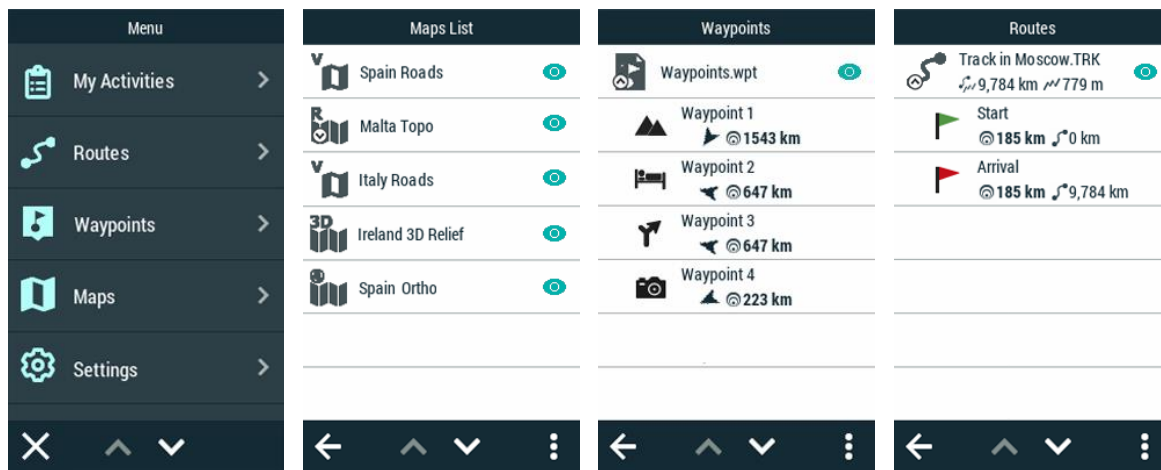 Menu
My Activities
Routes
Waypoints
Maps
Settings
Maps List
V
Spain Roads
R
Malta Topo
V
Italy Roads
3D
Ireland 3D Relief
Spain Ortho
Waypoints
Waypoints.wpt
Waypoint 1
1543 km
Waypoint 2
647 km
Waypoint 3
647 km
Waypoint 4
223 km
Routes
Track in Moscow.TRK
9,784 km 779 m
Start
185 km 0 km
Arrival
185 km 9,784 km